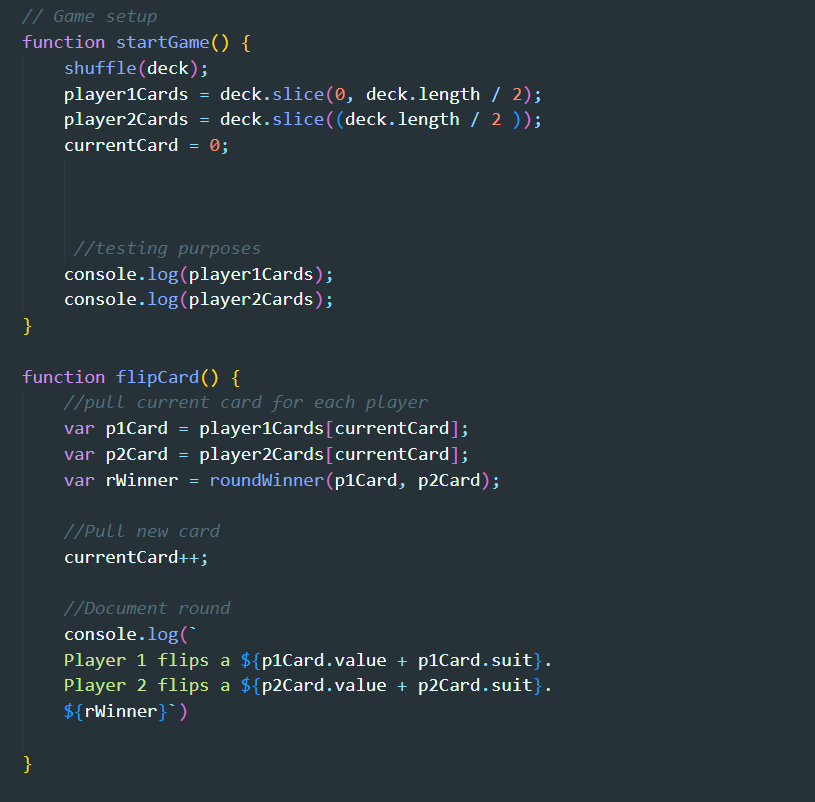 // Game setup
function startGame() {
    shuffle(deck);
    player1Cards = deck.slice(0, deck.length / 2);
    player2Cards = deck.slice((deck.length / 2 ));
    currentCard = 0;
     //testing purposes
    console.log(player1Cards);
    console.log(player2Cards);
}
function flipCard() {
    //pull current card for each player
    var p1Card = player1Cards[currentCard];
    var p2Card = player2Cards[currentCard];
    var rWinner = roundWinner(p1Card, p2Card);
    //Pull new card
    currentCard++;
    //Document round
    console.log(`
    Player 1 flips a ${p1Card.value + p1Card.suit}.
    Player 2 flips a ${p2Card.value + p2Card.suit}.
    ${rWinner}`)
}